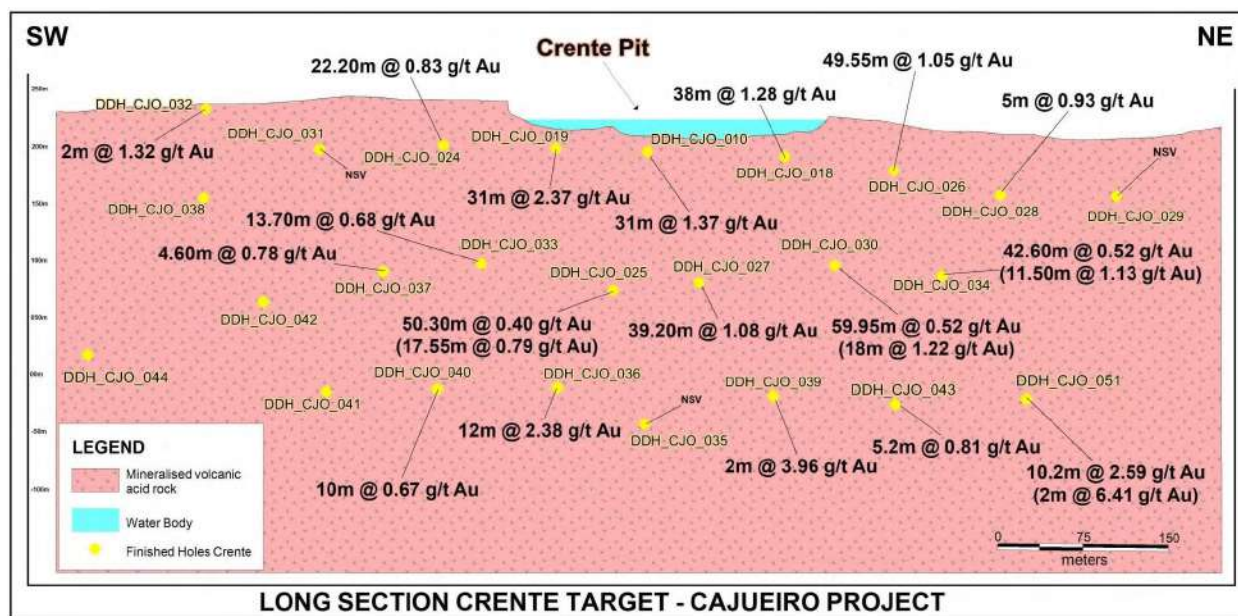 SW
NE
Crente Pit
49.55m @ 1.05 g/t Au
22.20m @ 0.83 g/t Au
38m @ 1.28 g/t Au
5m @ 0.93 g/t Au
250m
DDH_CJO_032
DDH_CJO_031
DDH_CJO_024
DDH_CJO_019
DDH_CJO_010
DDH_CJO_018
DDH_CJO_026
DDH_CJO_028
NSV
DDH_CJO_029
200m
2m @ 1.32 g/t Au
NSV
31m @ 2.37 g/t Au
31m @ 1.37 g/t Au
150m
DDH_CJO_038
13.70m @ 0.68 g/t Au
DDH_CJO_033
DDH_CJO_030
42.60m @ 0.52 g/t Au
(11.50m @ 1.13 g/t Au)
4.60m @ 0.78 g/t Au
100m
DDH_CJO_037
DDH_CJO_025
DDH_CJO_027
DDH_CJO_034
DDH_CJO_042
050m
50.30m @ 0.40 g/t Au
(17.55m @ 0.79 g/t Au)
39.20m @ 1.08 g/t Au
59.95m @ 0.52 g/t Au
(18m @ 1.22 g/t Au)
00m
DDH_CJO_044
DDH_CJO_041
DDH_CJO_040
DDH_CJO_036
DDH_CJO_039
DDH_CJO_043
DDH_CJO_051
NSV
DDH_CJO_035
-50m
12m @ 2.38 g/t Au
5.2m @ 0.81 g/t Au
2m @ 3.96 g/t Au
10.2m @ 2.59 g/t Au
(2m @ 6.41 g/t Au)
10m @ 0.67 g/t Au
-100m
LEGEND
Mineralised volcanic
acid rock
Water Body
Finished Holes Crente
0 75 150
meters
LONG SECTION CRENTE TARGET - CAJUEIRO PROJECT